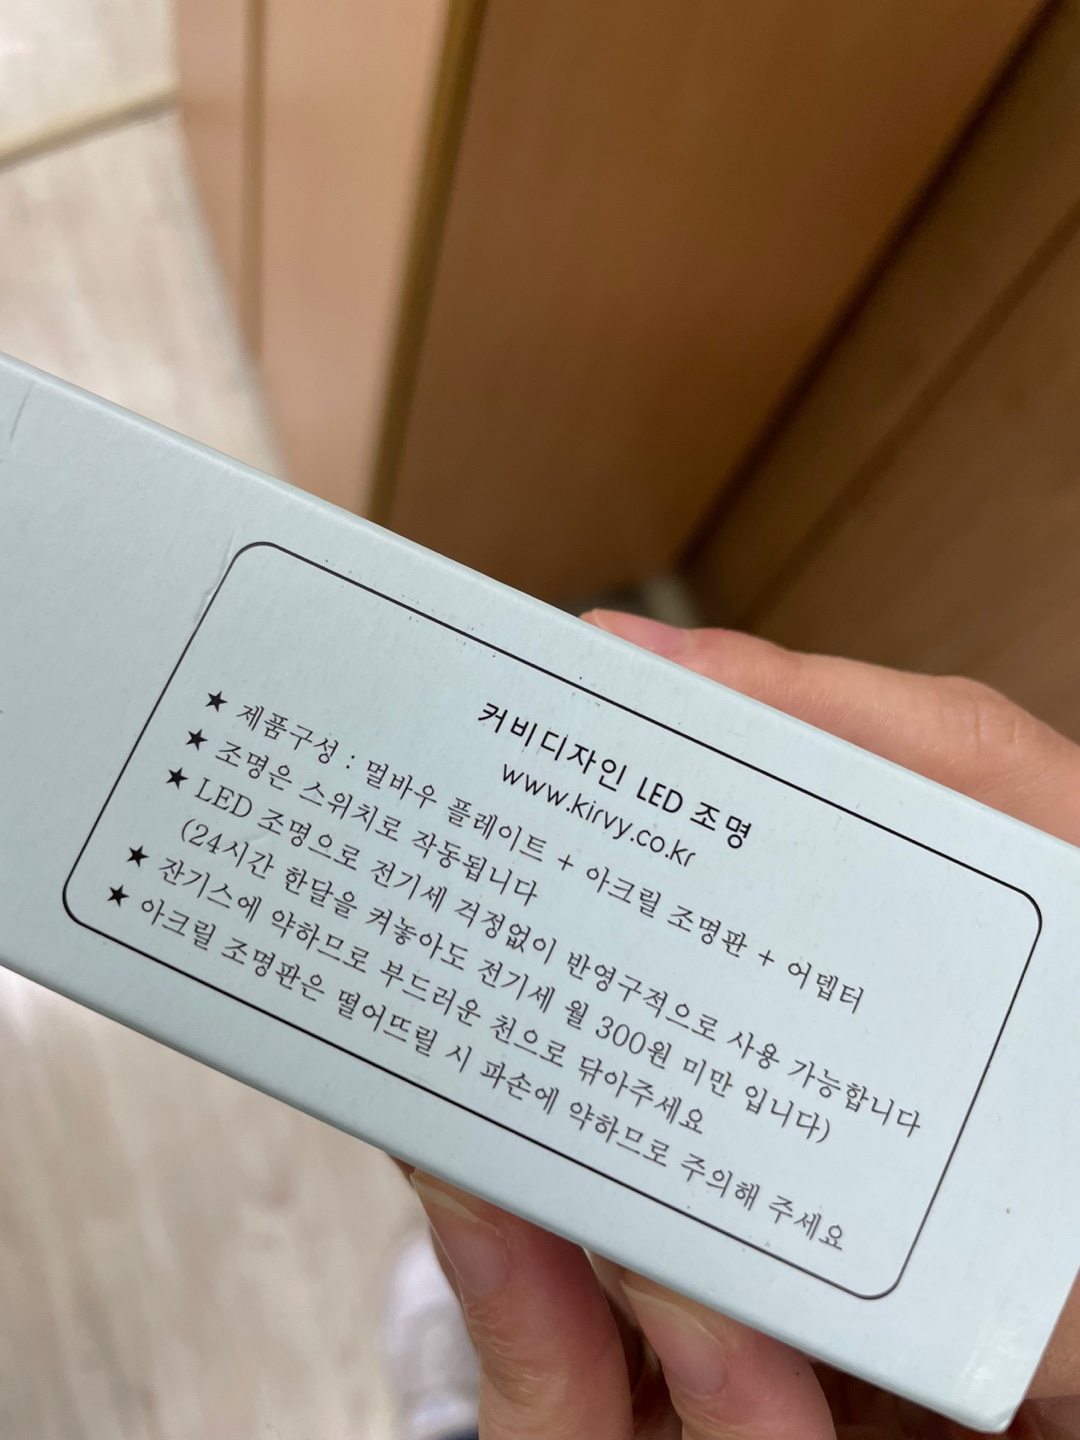 커비디자인 LED 조명
www.kirvy.co.kr
★ 제품구성 : 멀바우 플레이트 + 아크릴 조명판 + 어뎁터
★ 조명은 스위치로 작동됩니다
★ LED 조명으로 전기세 걱정없이 반영구적으로 사용 가능합니다
(24시간 한달을 켜놓아도 전기세 월 300원 미만 입니다)
★ 잔기스에 약하므로 부드러운 천으로 닦아주세요
★ 아크릴 조명판은 떨어뜨릴 시 파손에 약하므로 주의해 주세요